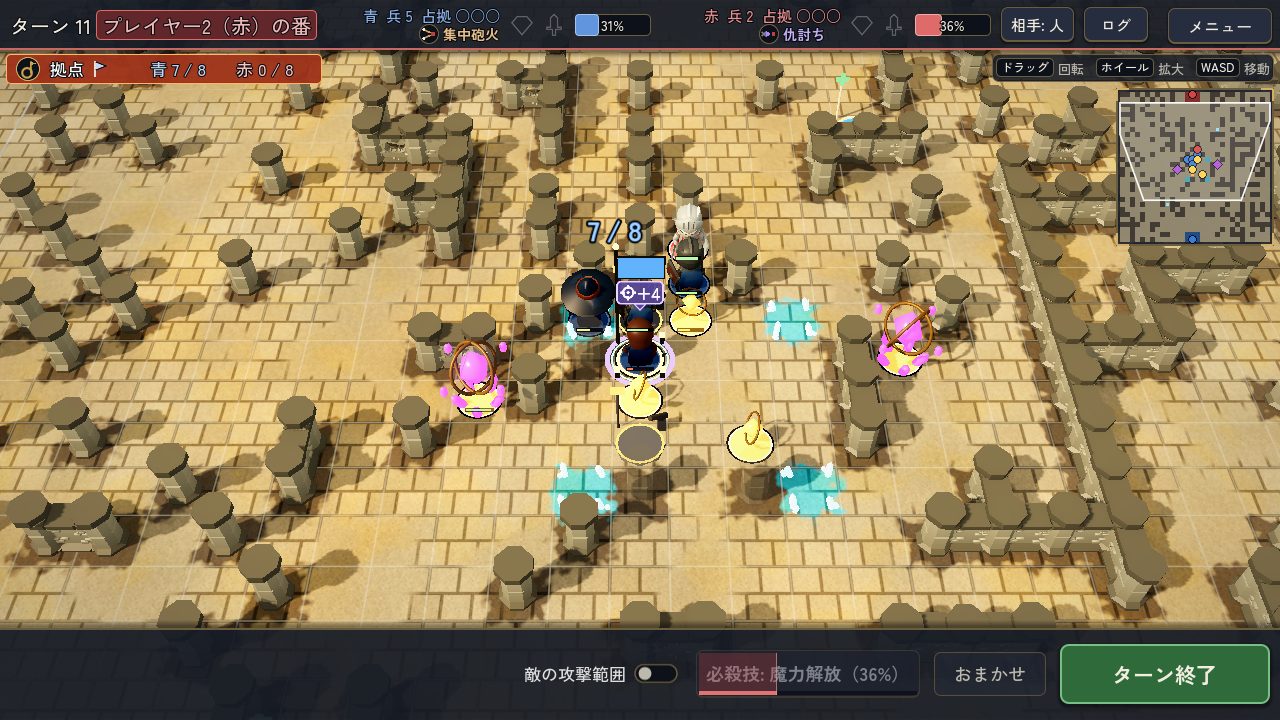 ターン 11 プレイヤー2（赤）の番
青 兵 5 占拠 〇〇〇
集中砲火
31%
赤 兵 2 占拠 〇〇〇
仇討ち
36%
相手: 人
ログ
メニュー
拠点 青 7 / 8 赤 0 / 8
ドラッグ 回転 ホイール 拡大 WASD 移動
7 / 8
+4
敵の攻撃範囲
必殺技: 魔力解放（36%）
おまかせ
ターン終了